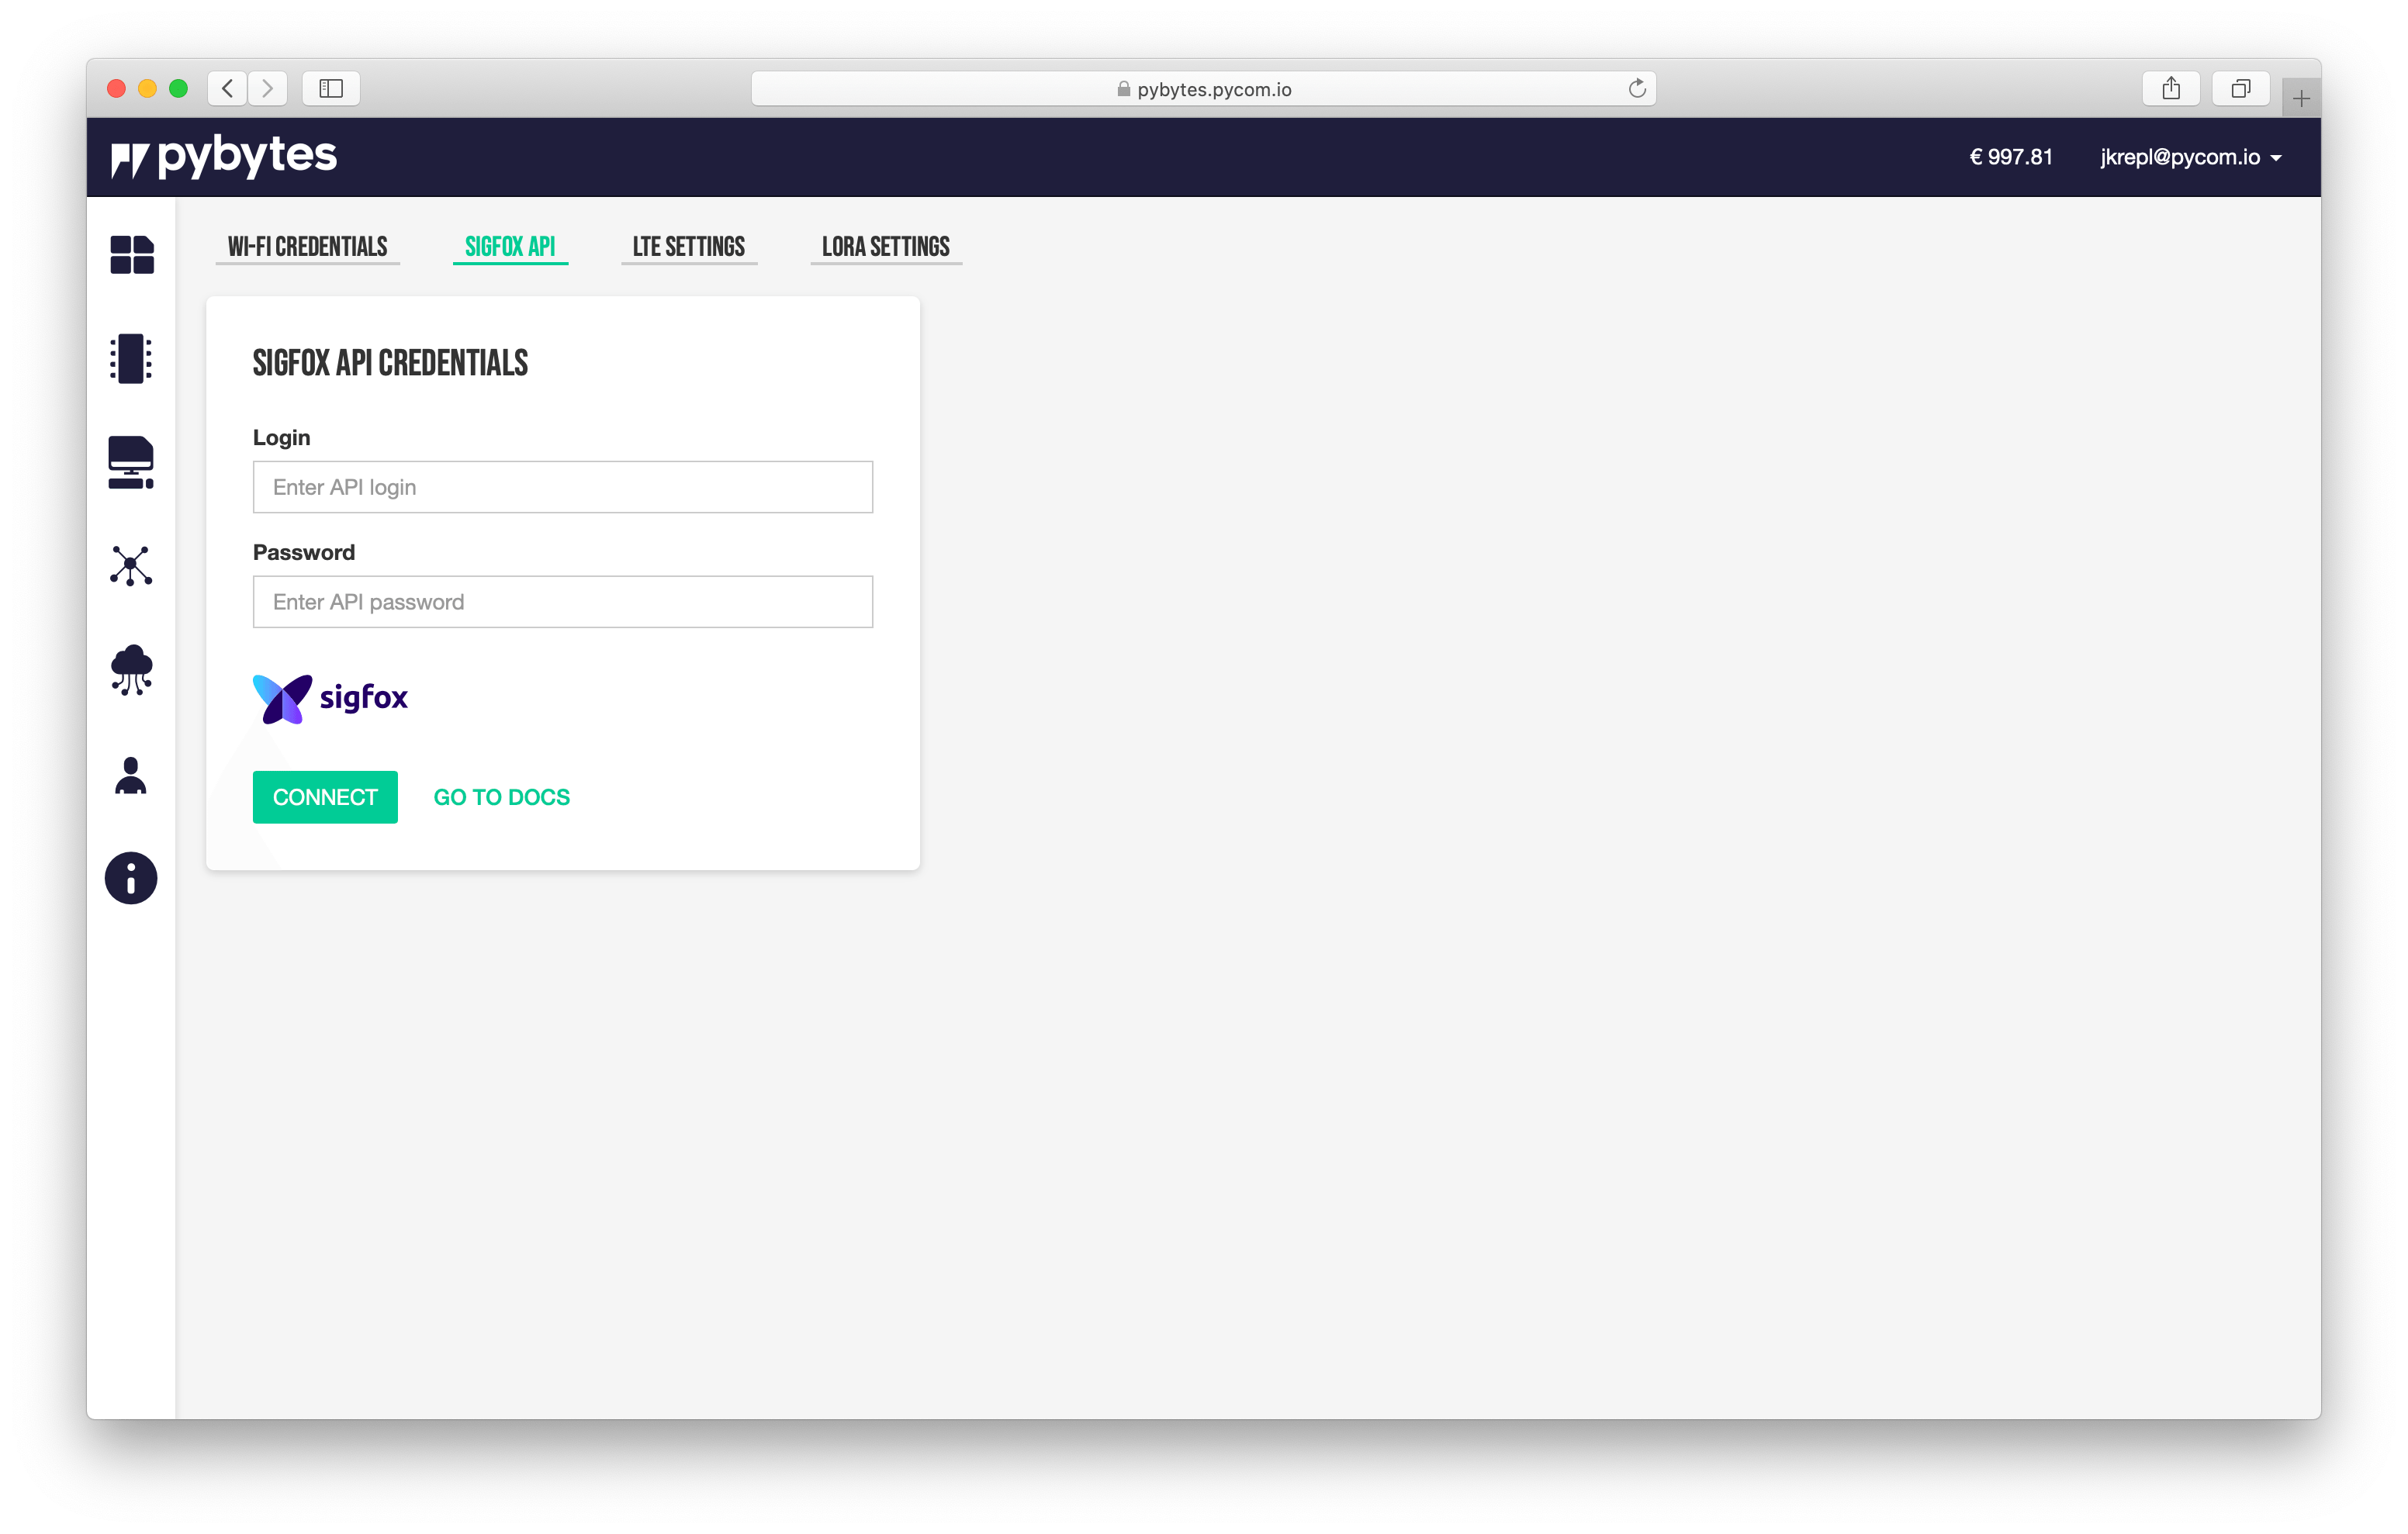 pybytes.pycom.io
pybytes
€ 997.81
jkrepl@pycom.io
WI-FI CREDENTIALS
SIGFOX API
LTE SETTINGS
LORA SETTINGS
SIGFOX API CREDENTIALS
Login
Enter API login
Password
Enter API password
sigfox
CONNECT
GO TO DOCS